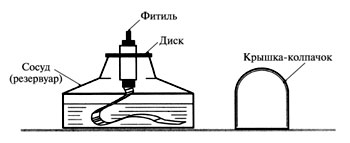 Фитиль
Диск
Сосуд
(резервуар)
Крышка-колпачок